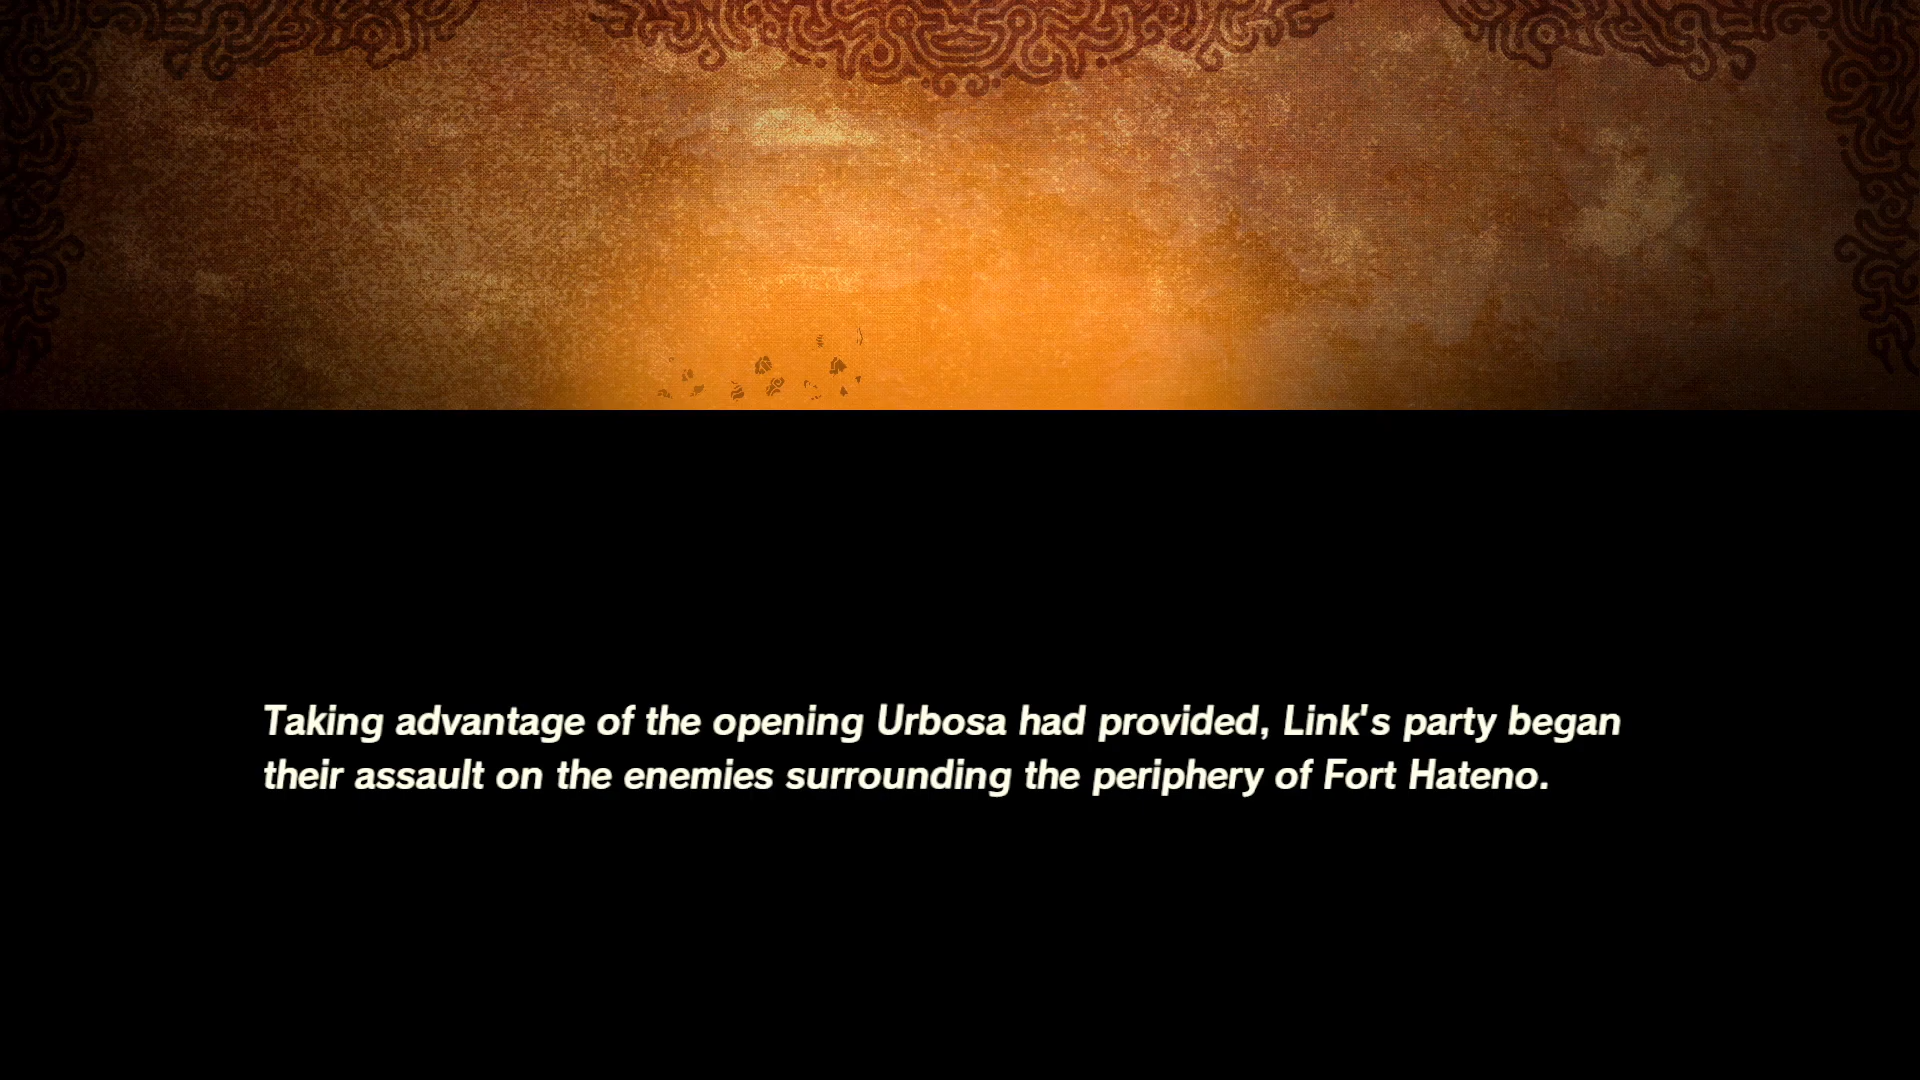 Taking advantage of the opening Urbosa had provided, Link's party began
their assault on the enemies surrounding the periphery of Fort Hateno.